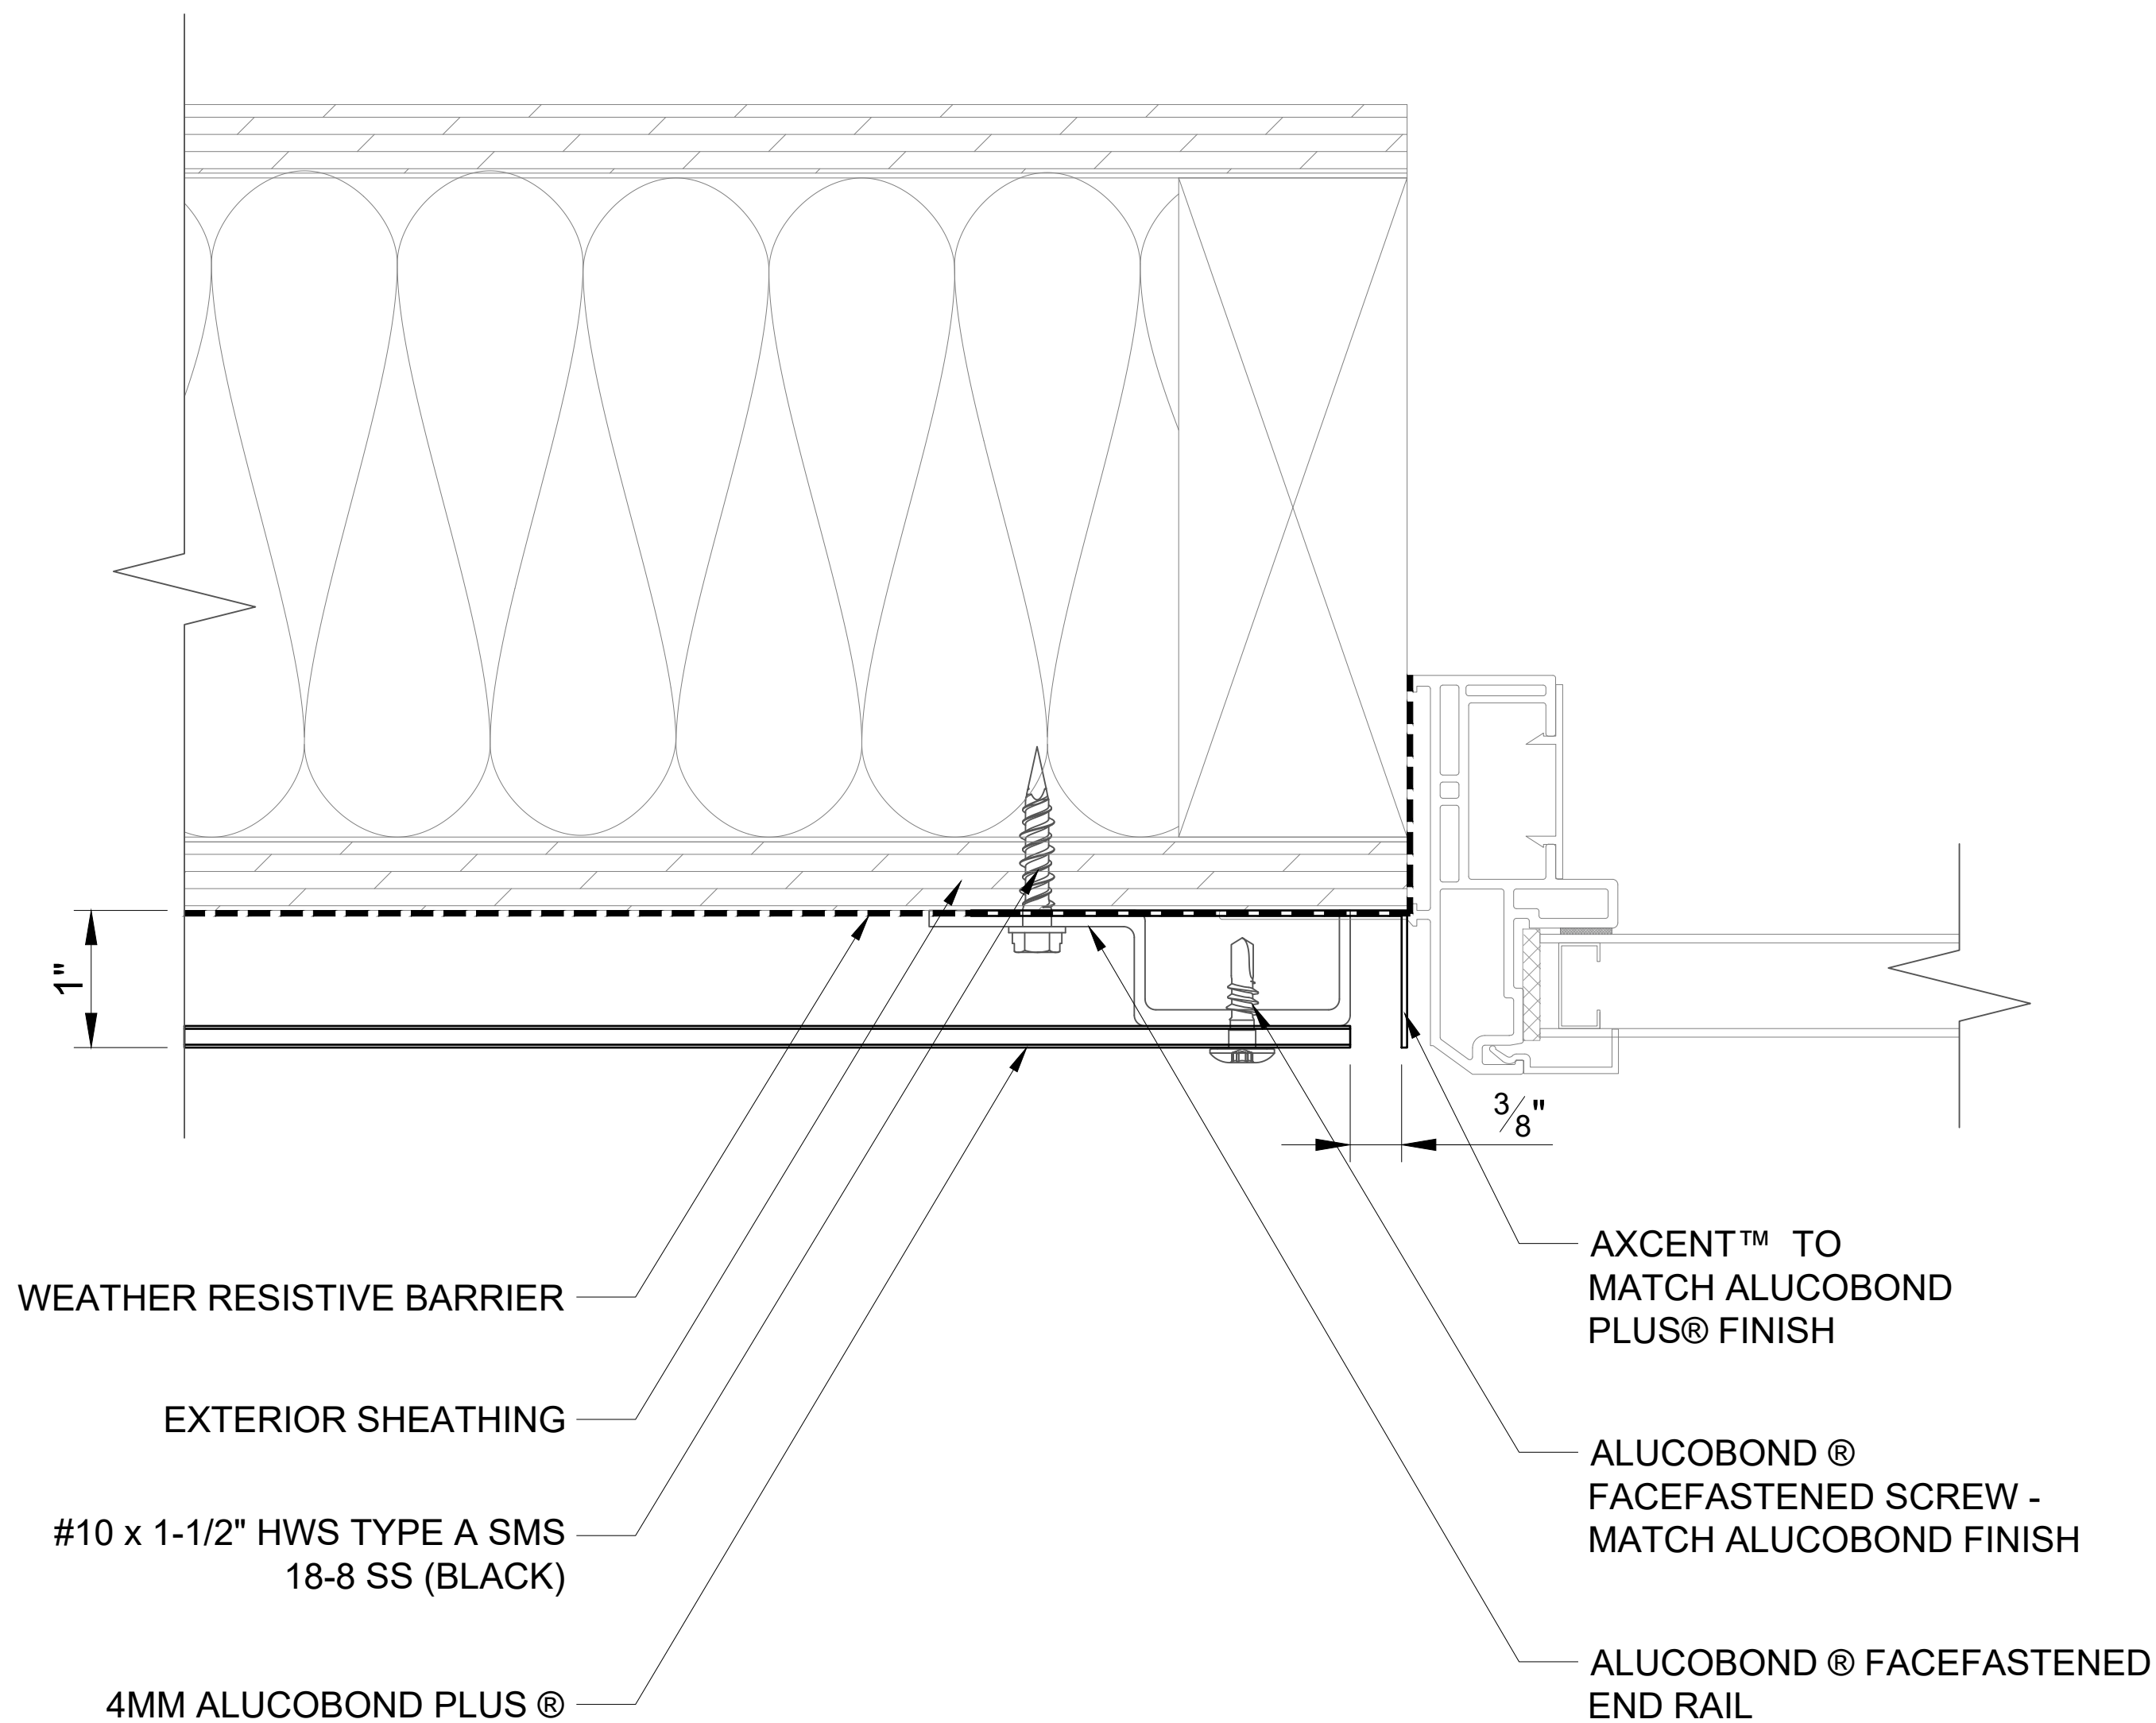 1"
3/8"
WEATHER RESISTIVE BARRIER
EXTERIOR SHEATHING
#10 x 1-1/2" HWS TYPE A SMS
18-8 SS (BLACK)
4MM ALUCOBOND PLUS ®
AXCENT™ TO
MATCH ALUCOBOND
PLUS® FINISH
ALUCOBOND ®
FACEFASTENED SCREW -
MATCH ALUCOBOND FINISH
ALUCOBOND ® FACEFASTENED
END RAIL